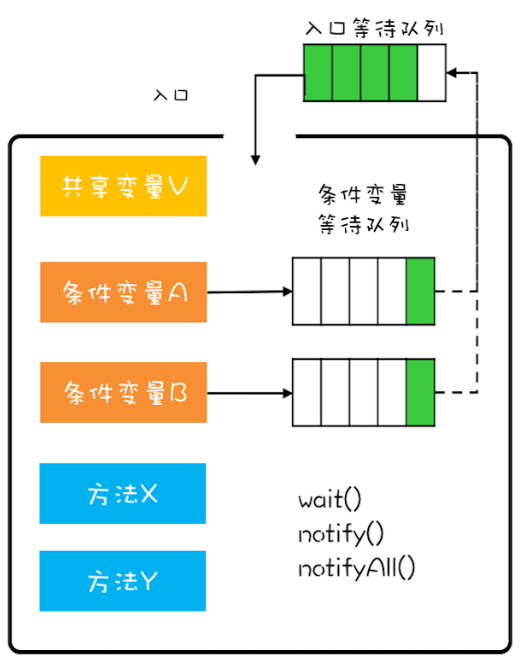 入口等待队列
入口
共享变量V
条件变量
等待队列
条件变量A
条件变量B
方法X
wait()
notify()
notifyAll()
方法Y